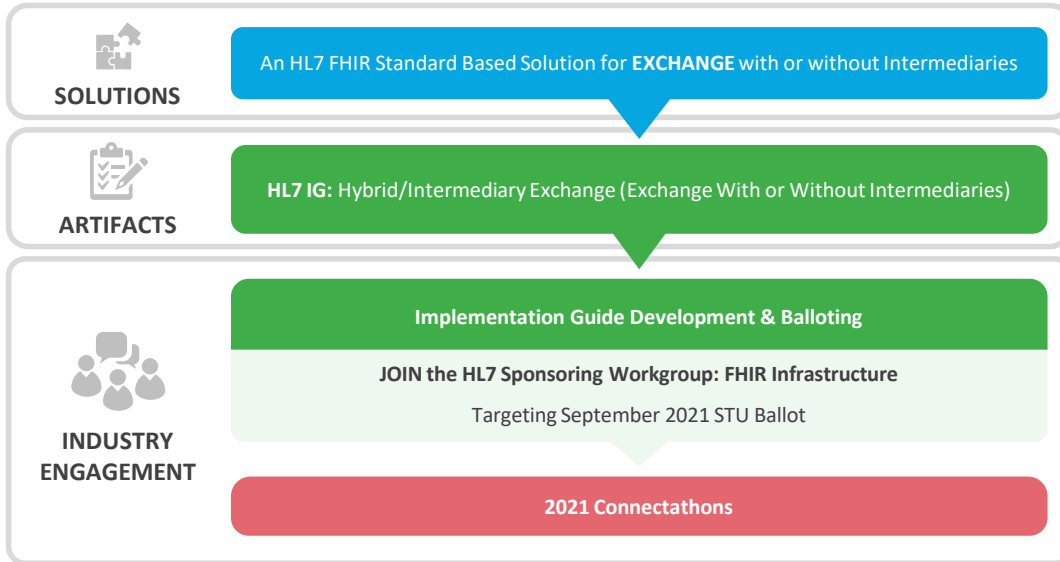 SOLUTIONS
An HL7 FHIR Standard Based Solution for EXCHANGE with or without Intermediaries
ARTIFACTS
HL7 IG: Hybrid/Intermediary Exchange (Exchange With or Without Intermediaries)
INDUSTRY
ENGAGEMENT
Implementation Guide Development & Balloting
JOIN the HL7 Sponsoring Workgroup: FHIR Infrastructure
Targeting September 2021 STU Ballot
2021 Connectathons